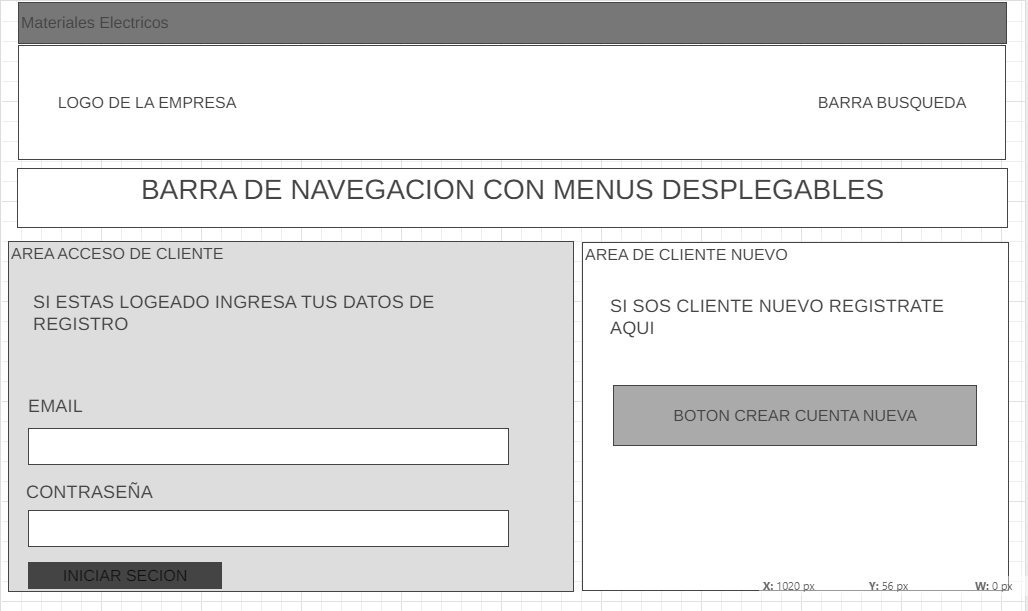 Materiales Electricos
LOGO DE LA EMPRESA
BARRA BUSQUEDA
BARRA DE NAVEGACION CON MENUS DESPLEGABLES
AREA ACCESO DE CLIENTE
SI ESTAS LOGEADO INGRESA TUS DATOS DE
REGISTRO
EMAIL
CONTRASEÑA
INICIAR SECION
AREA DE CLIENTE NUEVO
SI SOS CLIENTE NUEVO REGISTRATE
AQUI
BOTON CREAR CUENTA NUEVA
X: 1020 px Y: 56 px W: 0 px